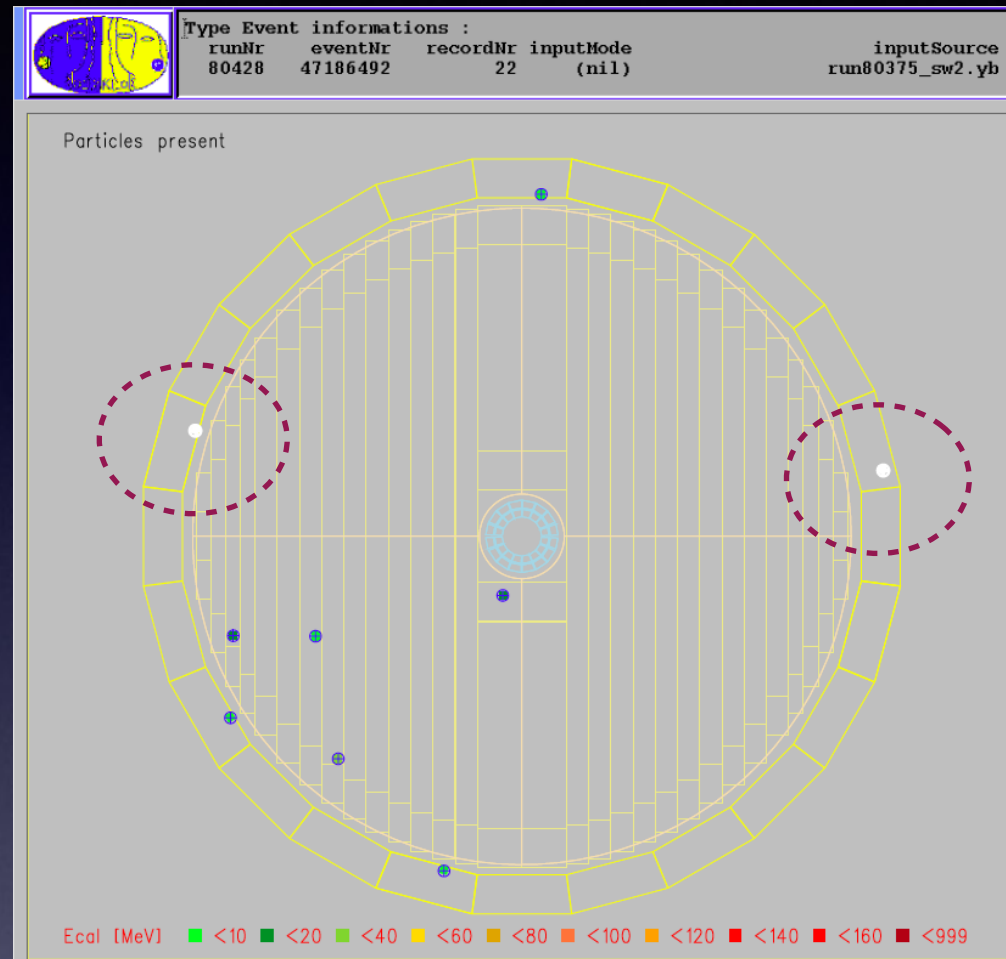 Type Event informations :
runNr eventNr recordNr inputMode inputSource
80428 47186492 22 (nil) run80375_sw2.yb
Particles present
Ecal [MeV] <10 <20 <40 <60 <80 <100 <120 <140 <160 <999